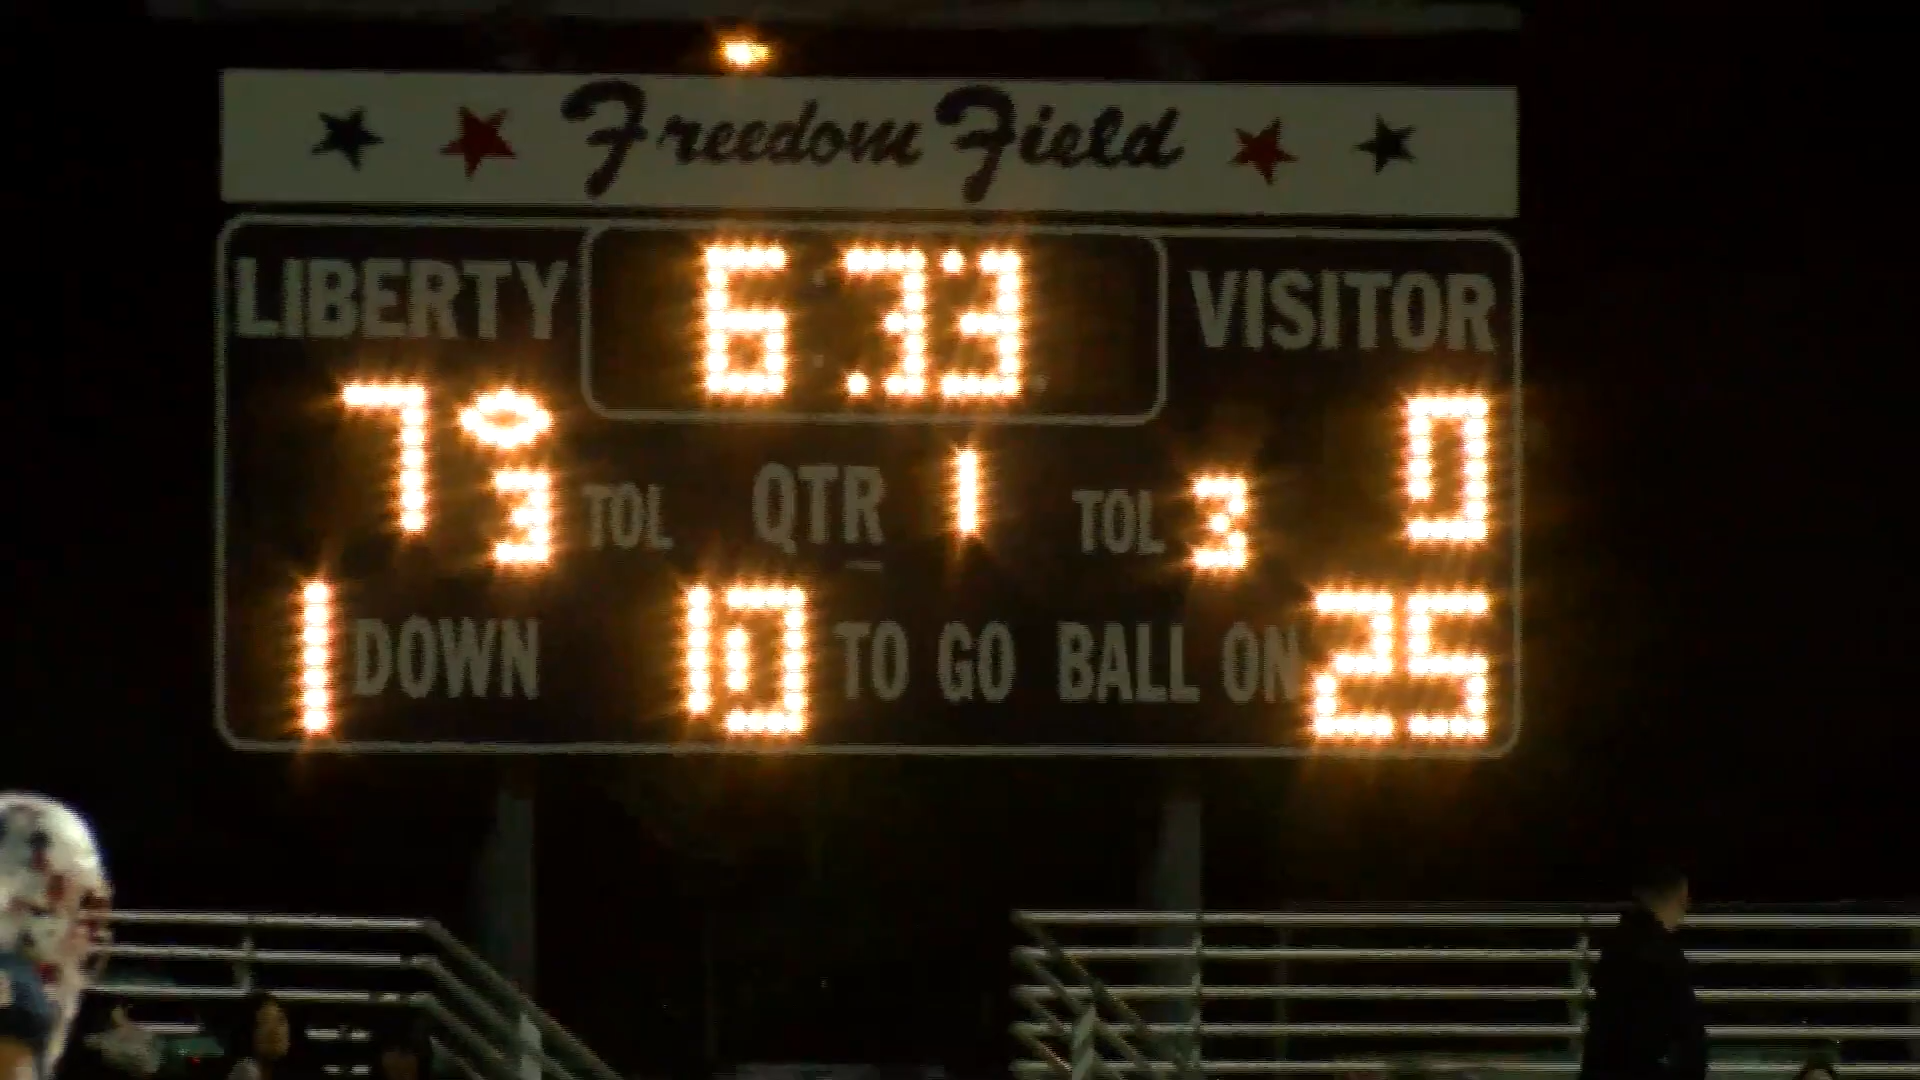 Freedom Field
LIBERTY 6:33 VISITOR
7 3 TOL QTR 1 TOL 3 0
1 DOWN 10 TO GO BALL ON 25